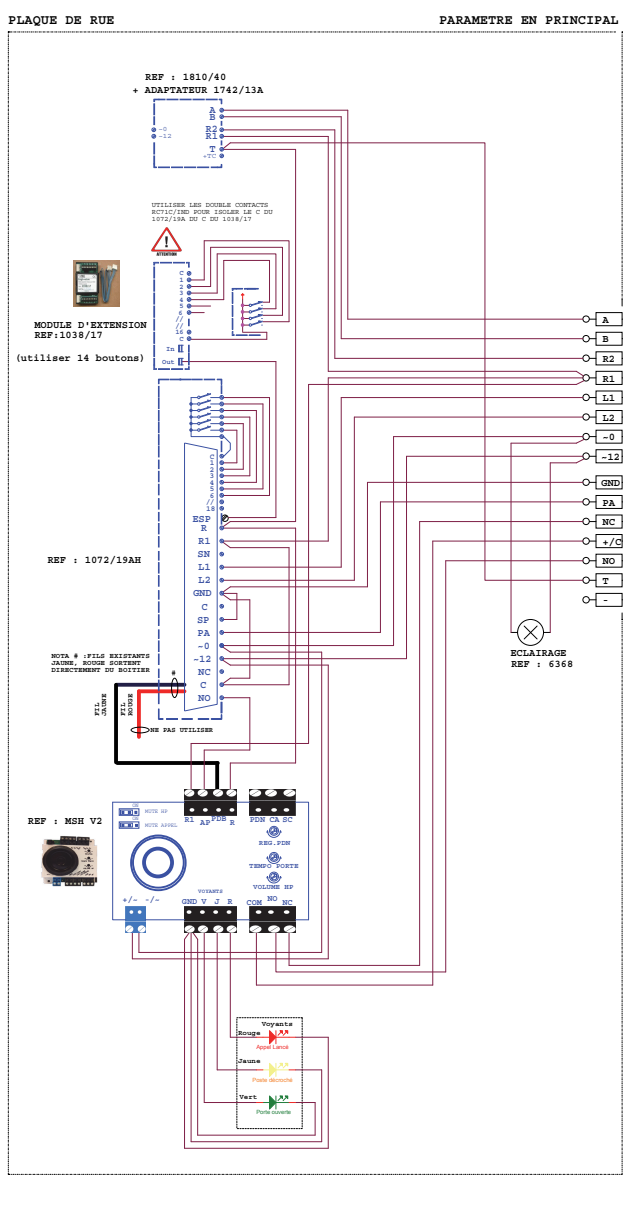 PLAQUE DE RUE
PARAMETRE EN PRINCIPAL
REF : 1810/40
+ ADAPTATEUR 1742/13A
A
B
~0
R2
~12
R1
T
+TC
UTILISER LES DOUBLE CONTACTS
RC71C/IND POUR ISOLER LE C DU
1072/19A DU C DU 1038/17
!
ATTENTION
C
1
2
3
4
5
6
//
//
16
C
In
Out
MODULE D'EXTENSION
REF:1038/17
(utiliser 14 boutons)
A
B
R2
R1
L1
L2
~0
~12
GND
PA
NC
+/C
NO
T
-
C
1
2
3
4
5
6
//
18
ESP
R
R1
SN
L1
L2
GND
C
SP
PA
~0
~12
NC
C
NO
REF : 1072/19AH
NOTA # :FILS EXISTANTS
JAUNE, ROUGE SORTENT
DIRECTEMENT DU BOITIER
#
FIL
JAUNE
FIL
ROUGE
NE PAS UTILISER
ECLAIRAGE
REF : 6368
REF : MSH V2
ON
MUTE HP
ON
MUTE APPEL
R1 AP PDB R
PDN CA SC
REG.PDN
TEMPO PORTE
VOLUME HP
+/~ -/~
VOYANTS
GND V J R
COM NO NC
Voyants
Rouge
Appel Lancé
Jaune
Poste décroché
Vert
Porte ouverte